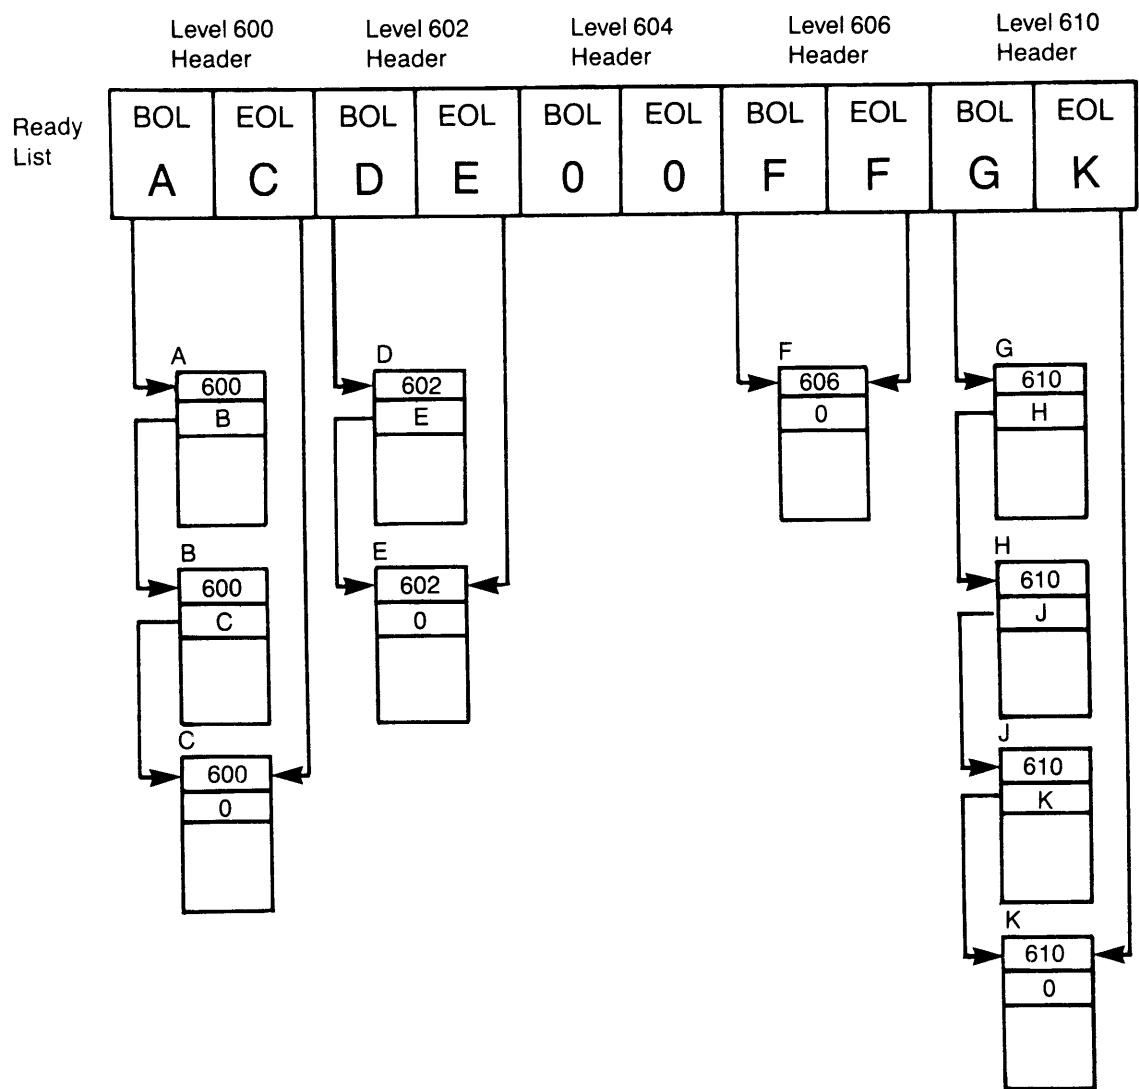 Level 600 Header
Level 602 Header
Level 604 Header
Level 606 Header
Level 610 Header
Ready List
BOL EOL BOL EOL BOL EOL BOL EOL BOL EOL
A C D E 0 0 F F G K
A
600
B
B
600
C
C
600
0
D
602
E
E
602
0
F
606
0
G
610
H
H
610
J
J
610
K
K
610
0